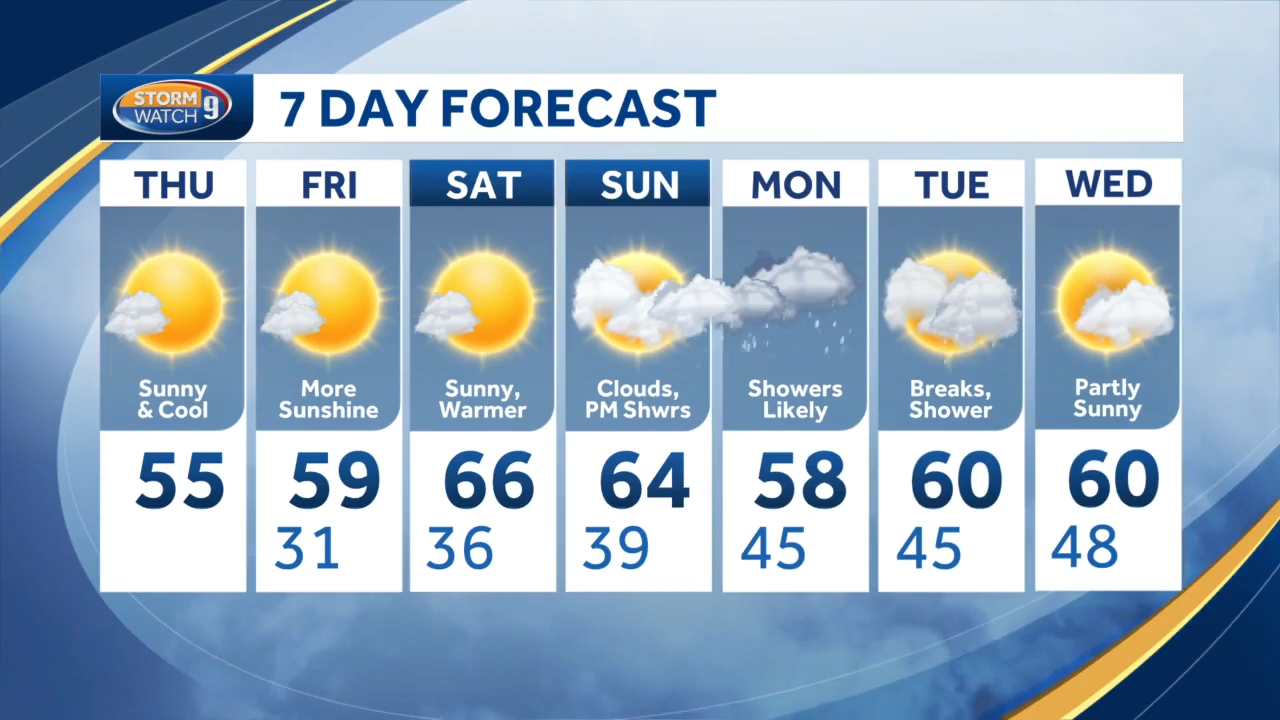 STORM
WATCH 9
7 DAY FORECAST
THU
FRI
SAT
SUN
MON
TUE
WED
Sunny
& Cool
More
Sunshine
Sunny,
Warmer
Clouds,
PM Shwrs
Showers
Likely
Breaks,
Shower
Partly
Sunny
55
59
66
64
58
60
60
31
36
39
45
45
48